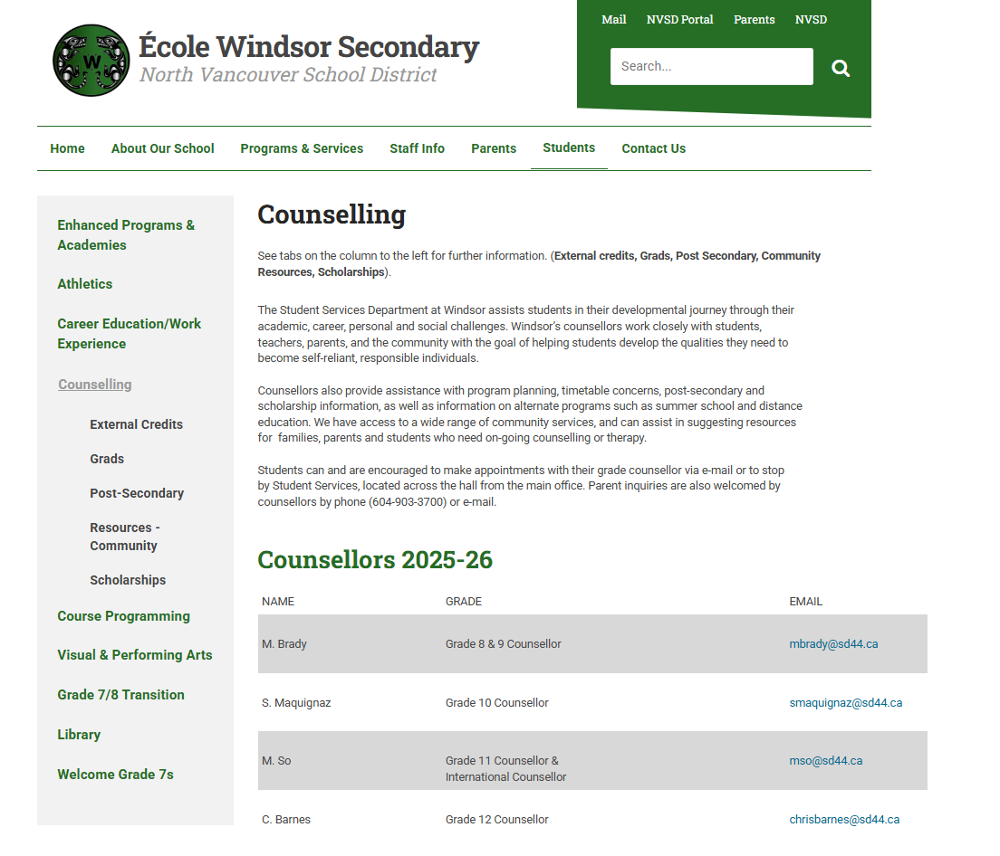 Mail NVSD Portal Parents NVSD
W
École Windsor Secondary
North Vancouver School District
Search...
Home About Our School Programs & Services Staff Info Parents Students Contact Us
Enhanced Programs &
Academies
Athletics
Career Education/Work
Experience
Counselling
External Credits
Grads
Post-Secondary
Resources -
Community
Scholarships
Course Programming
Visual & Performing Arts
Grade 7/8 Transition
Library
Welcome Grade 7s
Counselling
See tabs on the column to the left for further information. (External credits, Grads, Post Secondary, Community
Resources, Scholarships).
The Student Services Department at Windsor assists students in their developmental journey through their
academic, career, personal and social challenges. Windsor's counsellors work closely with students,
teachers, parents, and the community with the goal of helping students develop the qualities they need to
become self-reliant, responsible individuals.
Counsellors also provide assistance with program planning, timetable concerns, post-secondary and
scholarship information, as well as information on alternate programs such as summer school and distance
education. We have access to a wide range of community services, and can assist in suggesting resources
for  families, parents and students who need on-going counselling or therapy.
Students can and are encouraged to make appointments with their grade counsellor via e-mail or to stop
by Student Services, located across the hall from the main office. Parent inquiries are also welcomed by
counsellors by phone (604-903-3700) or e-mail.
Counsellors 2025-26
NAME GRADE EMAIL
M. Brady Grade 8 & 9 Counsellor mbrady@sd44.ca
S. Maquignaz Grade 10 Counsellor smaquignaz@sd44.ca
M. So Grade 11 Counsellor & mso@sd44.ca
International Counsellor
C. Barnes Grade 12 Counsellor chrisbarnes@sd44.ca